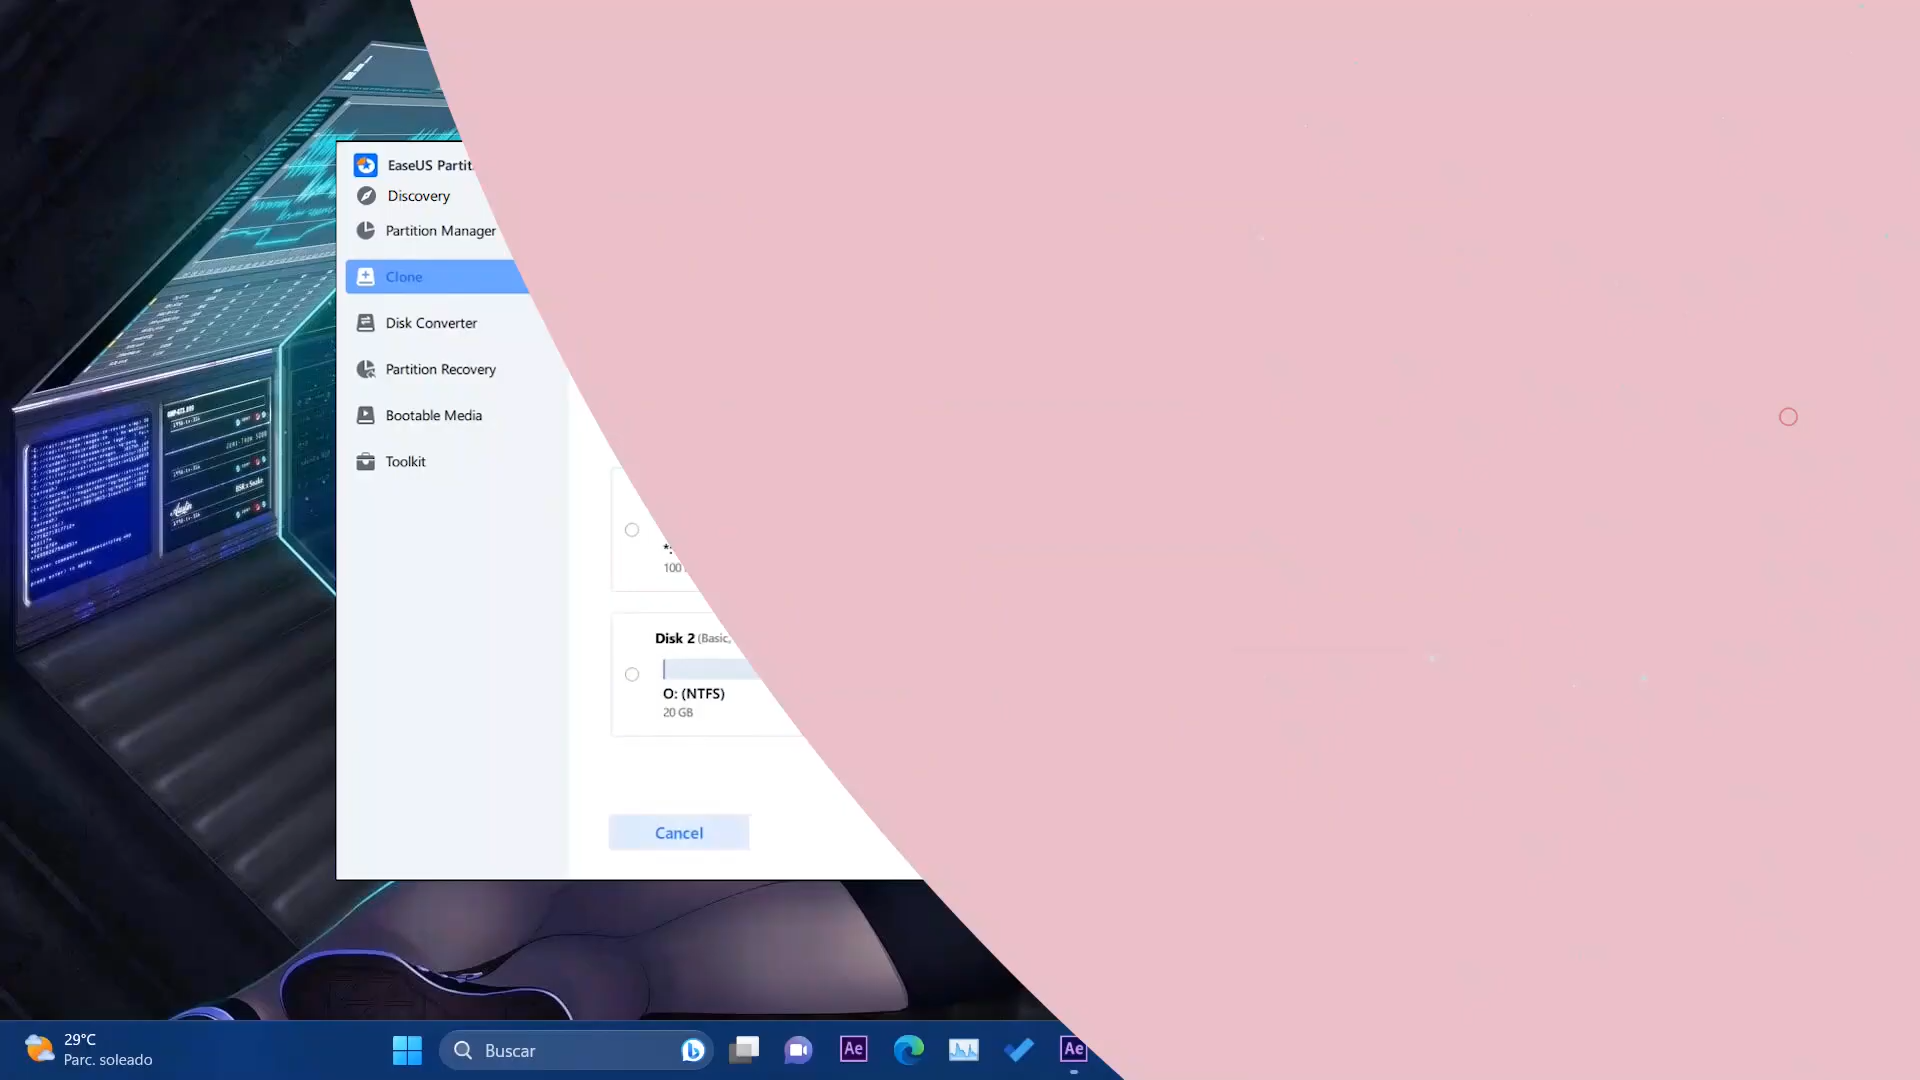 EaseUS Partit
Discovery
Partition Manager
Clone
Disk Converter
Partition Recovery
Bootable Media
Toolkit
*:
100
Disk 2 (Basic,
O: (NTFS)
20 GB
Cancel
29°C
Parc. soleado
Buscar
Ae
Ae